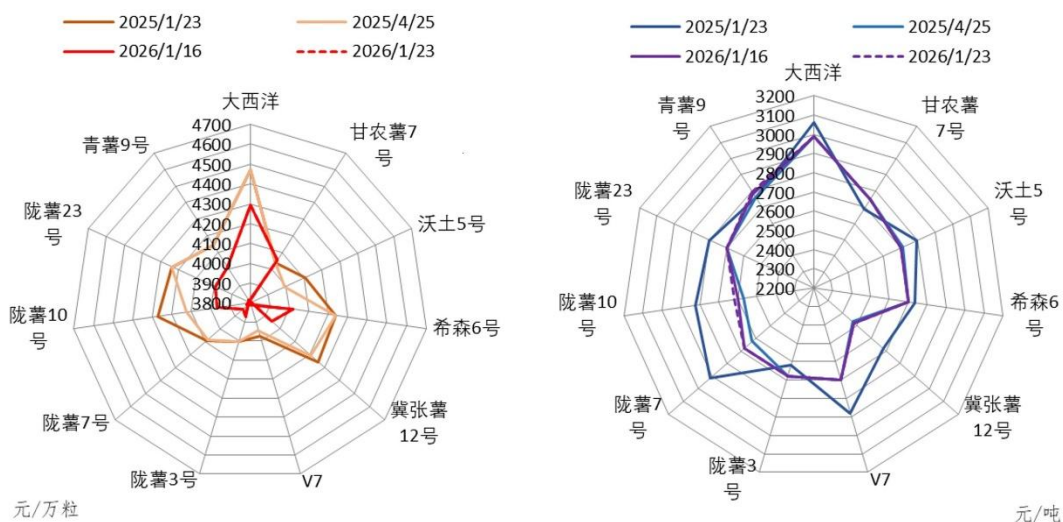 2025/1/23
2025/4/25
2026/1/16
2026/1/23
大西洋
甘农薯7
号
沃土5号
希森6号
冀张薯
12号
V7
陇薯3号
陇薯7号
陇薯10
号
陇薯23
号
青薯9号
4700
4600
4500
4400
4300
4200
4100
4000
3900
3800
元/万粒
2025/1/23
2025/4/25
2026/1/16
2026/1/23
大西洋
甘农薯
7号
沃土5
号
希森6
号
冀张薯
12号
V7
陇薯3
号
陇薯7
号
陇薯10
号
陇薯23
号
青薯9
号
3200
3100
3000
2900
2800
2700
2600
2500
2400
2300
2200
元/吨